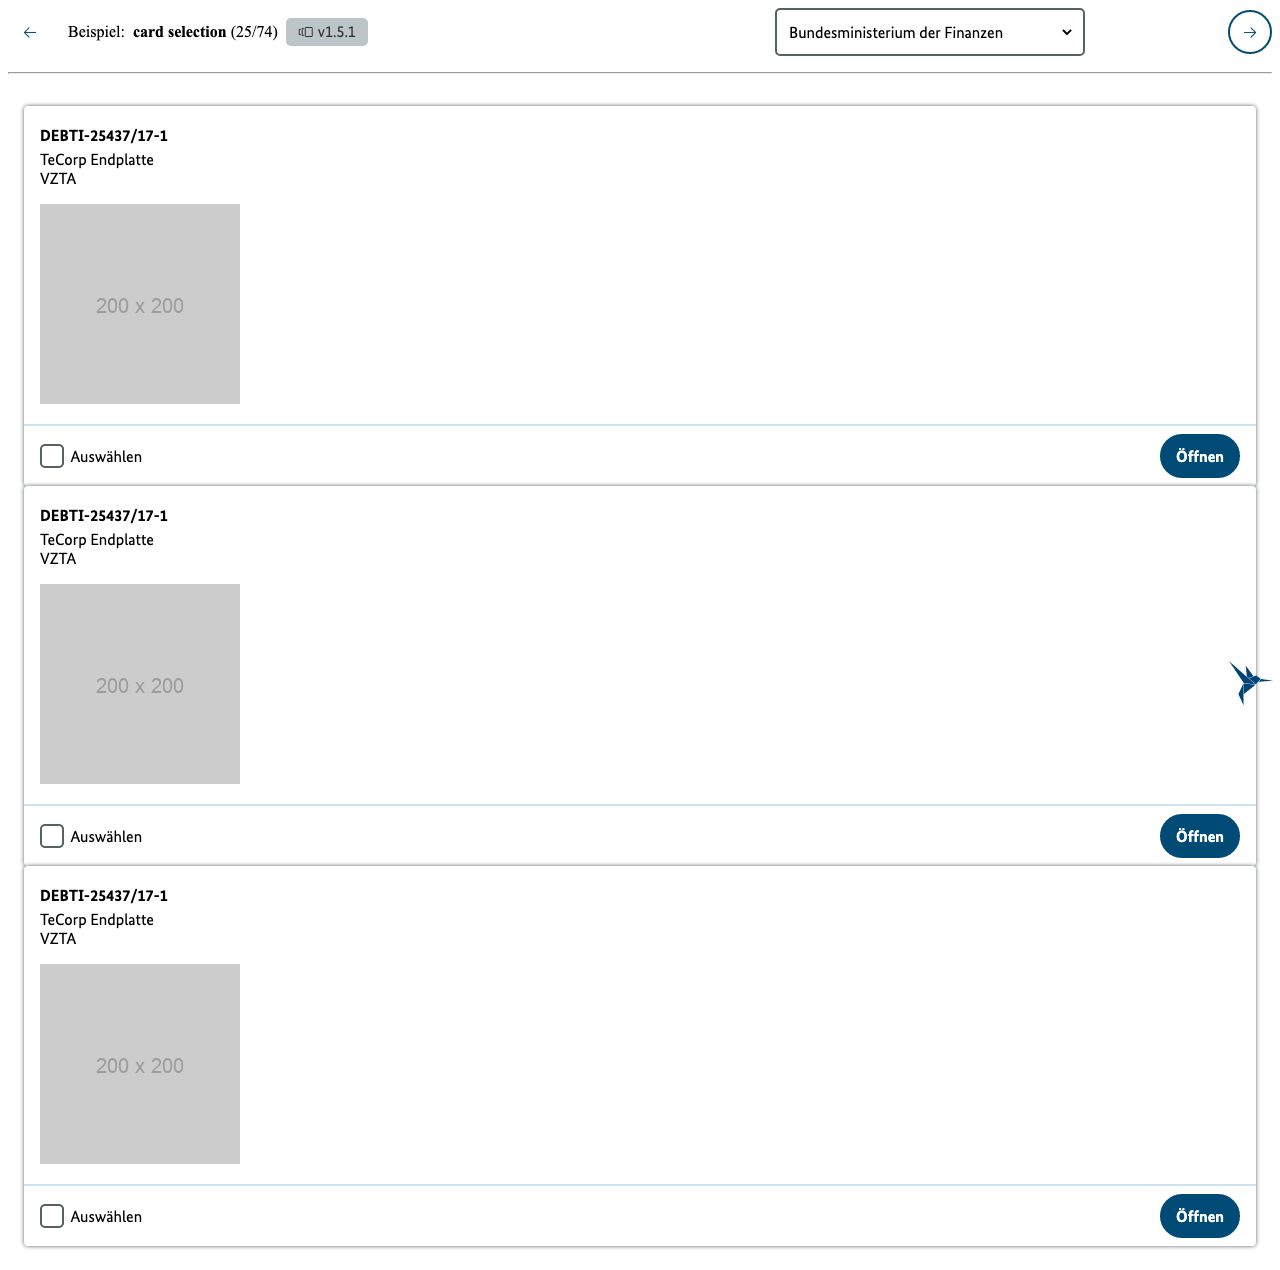 Beispiel: card selection (25/74) v1.5.1 Bundesministerium der Finanzen
DEBTI-25437/17-1
TeCorp Endplatte
VZTA
200 x 200
Auswählen Öffnen
DEBTI-25437/17-1
TeCorp Endplatte
VZTA
200 x 200
Auswählen Öffnen
DEBTI-25437/17-1
TeCorp Endplatte
VZTA
200 x 200
Auswählen Öffnen